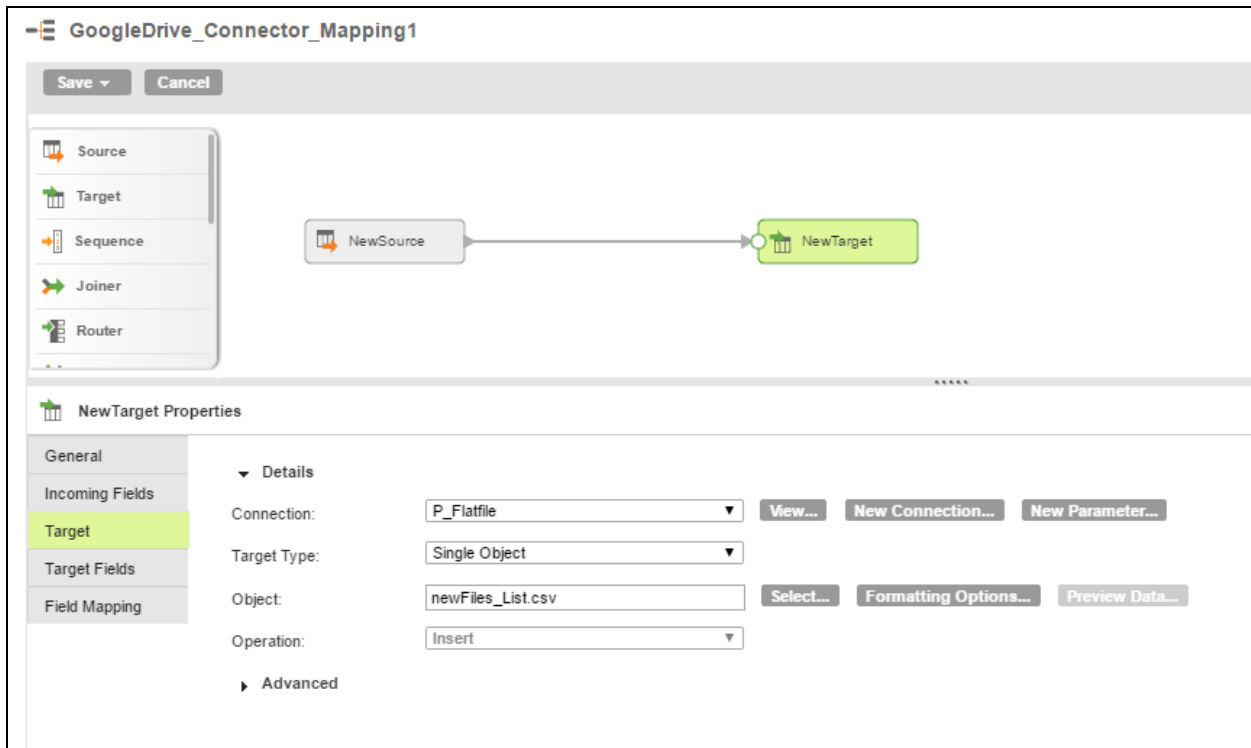 GoogleDrive_Connector_Mapping1
Save Cancel
Source
Target
Sequence
Joiner
Router
NewSource
NewTarget
NewTarget Properties
General
Incoming Fields
Target
Target Fields
Field Mapping
Details
Connection: P_Flatfile View... New Connection... New Parameter...
Target Type: Single Object
Object: newFiles_List.csv Select... Formatting Options... Preview Data...
Operation: Insert
Advanced